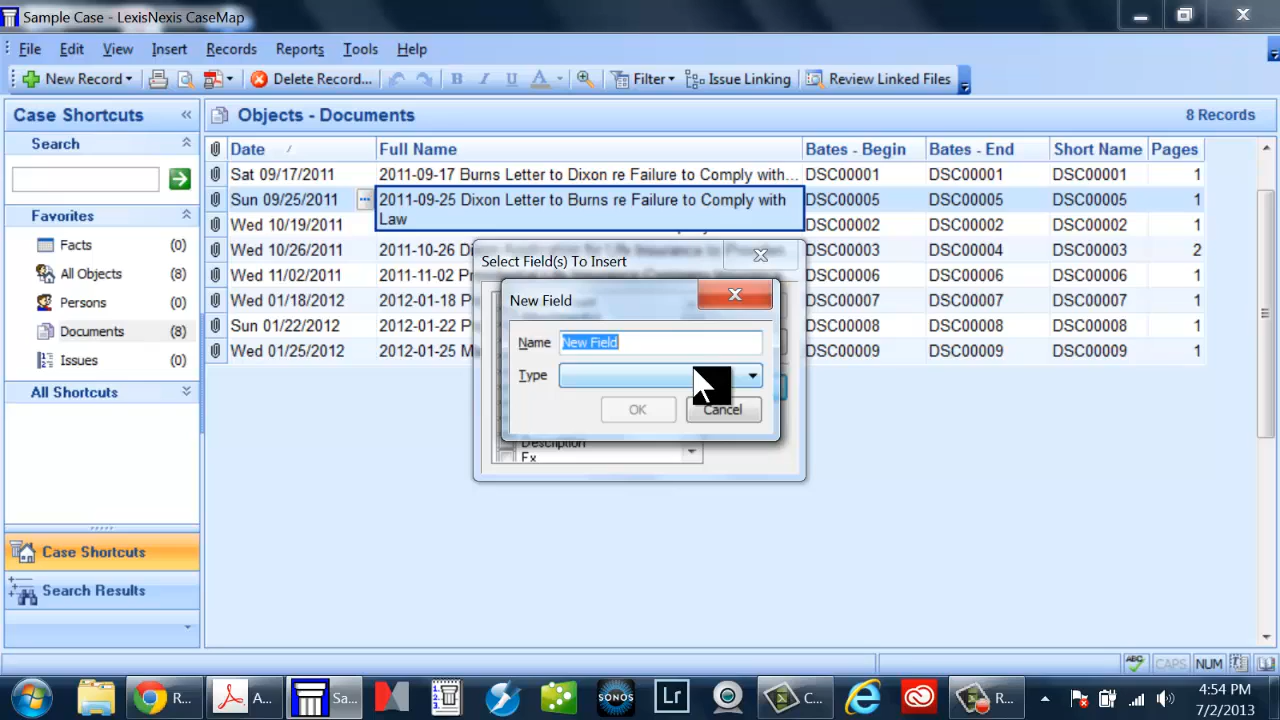 Sample Case - LexisNexis CaseMap
File Edit View Insert Records Reports Tools Help
New Record Delete Record... B I U A Filter Issue Linking Review Linked Files
Case Shortcuts «
Objects - Documents 8 Records
Search
Date Full Name Bates - Begin Bates - End Short Name Pages
Sat 09/17/2011 2011-09-17 Burns Letter to Dixon re Failure to Comply with... DSC00001 DSC00001 DSC00001 1
Sun 09/25/2011 ... 2011-09-25 Dixon Letter to Burns re Failure to Comply with Law DSC00005 DSC00005 DSC00005 1
Wed 10/19/2011 DSC00002 DSC00002 DSC00002 1
Wed 10/26/2011 2011-10-26 DSC00003 DSC00004 DSC00003 2
Wed 11/02/2011 2011-11-02 DSC00006 DSC00006 DSC00006 1
Wed 01/18/2012 2012-01-18 DSC00007 DSC00007 DSC00007 1
Sun 01/22/2012 2012-01-22 DSC00008 DSC00008 DSC00008 1
Wed 01/25/2012 2012-01-25 DSC00009 DSC00009 DSC00009 1
Favorites
Facts (0)
All Objects (8)
Persons (0)
Documents (8)
Issues (0)
All Shortcuts
Select Field(s) To Insert
New Field
Name New Field
Type
OK Cancel
Description
Ex
Case Shortcuts
Search Results
ABC CAPS NUM
R... A... Sa... SONOS Lr C... R...
4:54 PM
7/2/2013